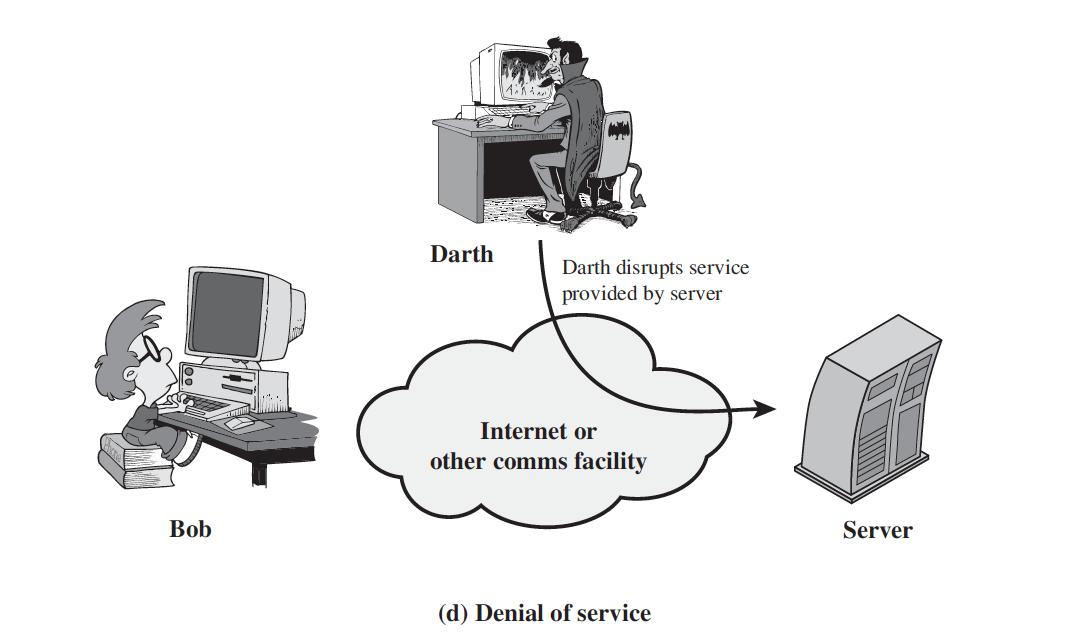 Darth
Darth disrupts service
provided by server
Internet or
other comms facility
Bob
Server
(d) Denial of service